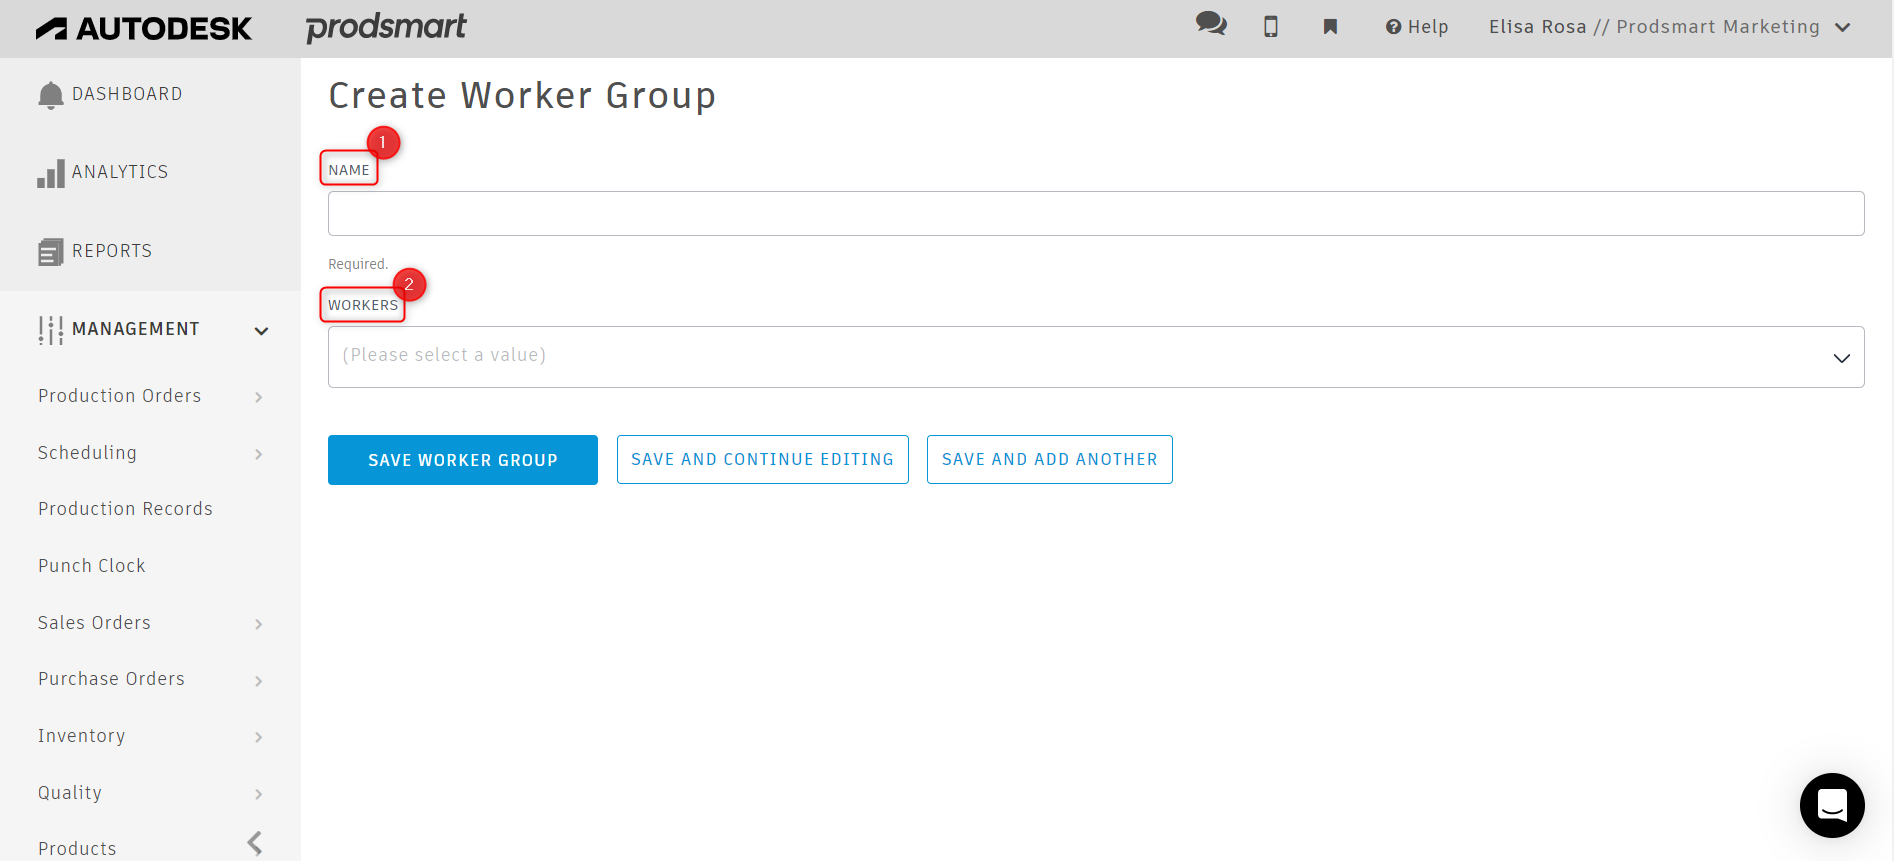 AUTODESK prodsmart
Help Elisa Rosa // Prodsmart Marketing
DASHBOARD
ANALYTICS
REPORTS
MANAGEMENT
Production Orders
Scheduling
Production Records
Punch Clock
Sales Orders
Purchase Orders
Inventory
Quality
Products
Create Worker Group
1
NAME
Required.
2
WORKERS
(Please select a value)
SAVE WORKER GROUP SAVE AND CONTINUE EDITING SAVE AND ADD ANOTHER